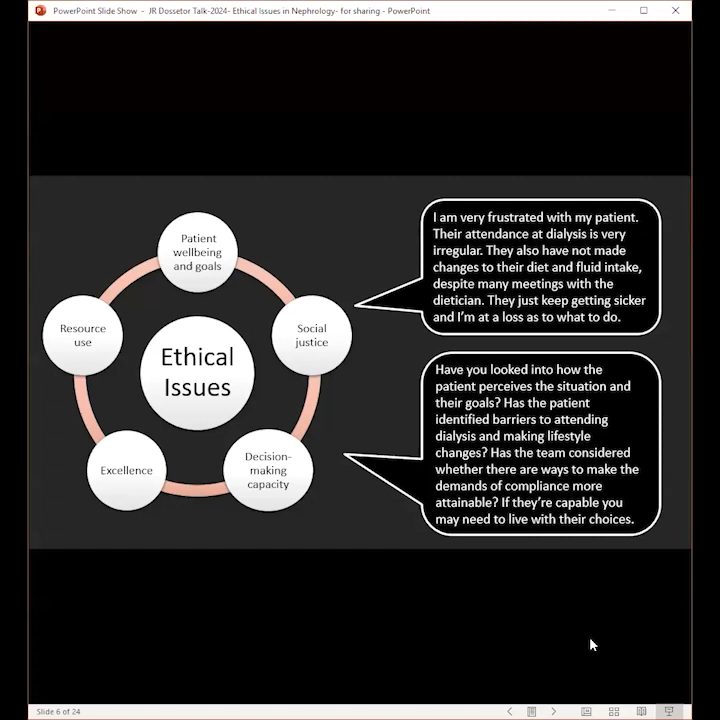 PowerPoint Slide Show - JR Dossetor Talk-2024- Ethical Issues in Nephrology- for sharing - PowerPoint
Patient
wellbeing
and goals
Resource
use
Social
justice
Ethical
Issues
Excellence
Decision-
making
capacity
I am very frustrated with my patient.
Their attendance at dialysis is very
irregular. They also have not made
changes to their diet and fluid intake,
despite many meetings with the
dietician. They just keep getting sicker
and I'm at a loss as to what to do.
Have you looked into how the
patient perceives the situation and
their goals? Has the patient
identified barriers to attending
dialysis and making lifestyle
changes? Has the team considered
whether there are ways to make the
demands of compliance more
attainable? If they're capable you
may need to live with their choices.
Slide 6 of 24